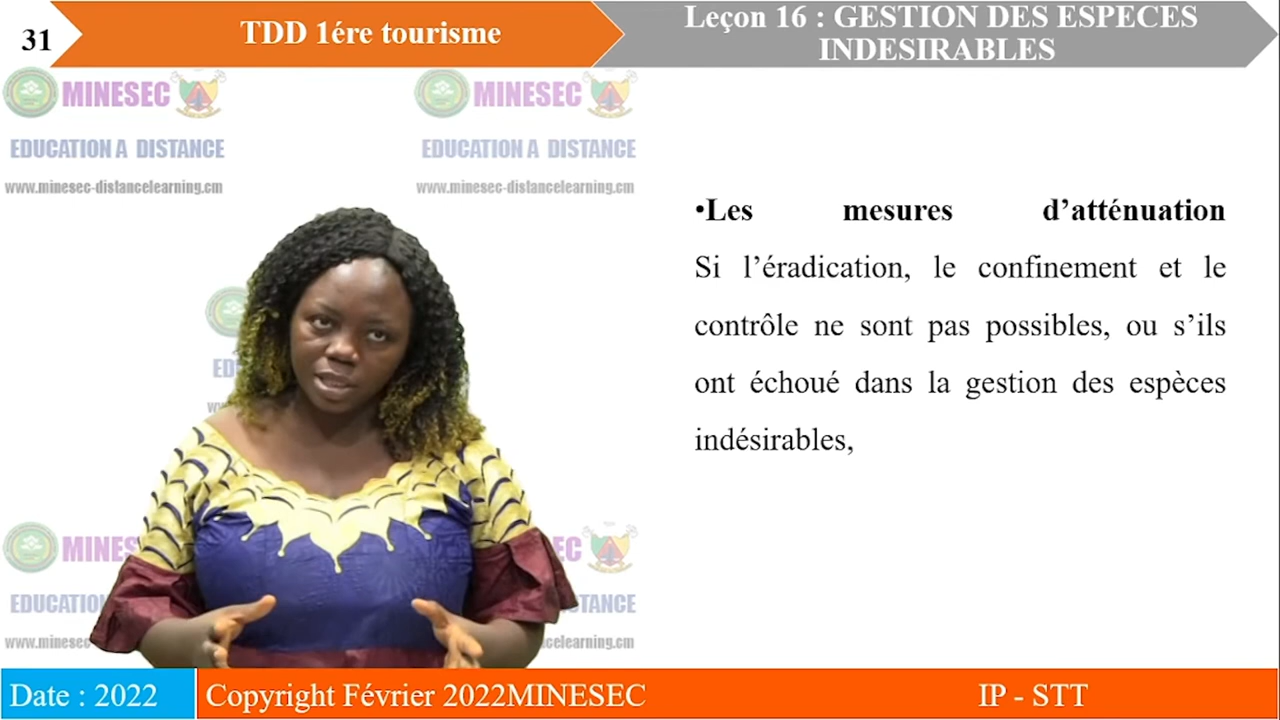 31
TDD 1ére tourisme
Leçon 16 : GESTION DES ESPECES
INDESIRABLES
MINESEC
MINESEC
EDUCATION A DISTANCE
EDUCATION A DISTANCE
www.minesec-distancelearning.cm
www.minesec-distancelearning.cm
•Les mesures d’atténuation
Si l’éradication, le confinement et le
contrôle ne sont pas possibles, ou s’ils
ont échoué dans la gestion des espèces
indésirables,
Date : 2022
Copyright Février 2022MINESEC
IP - STT